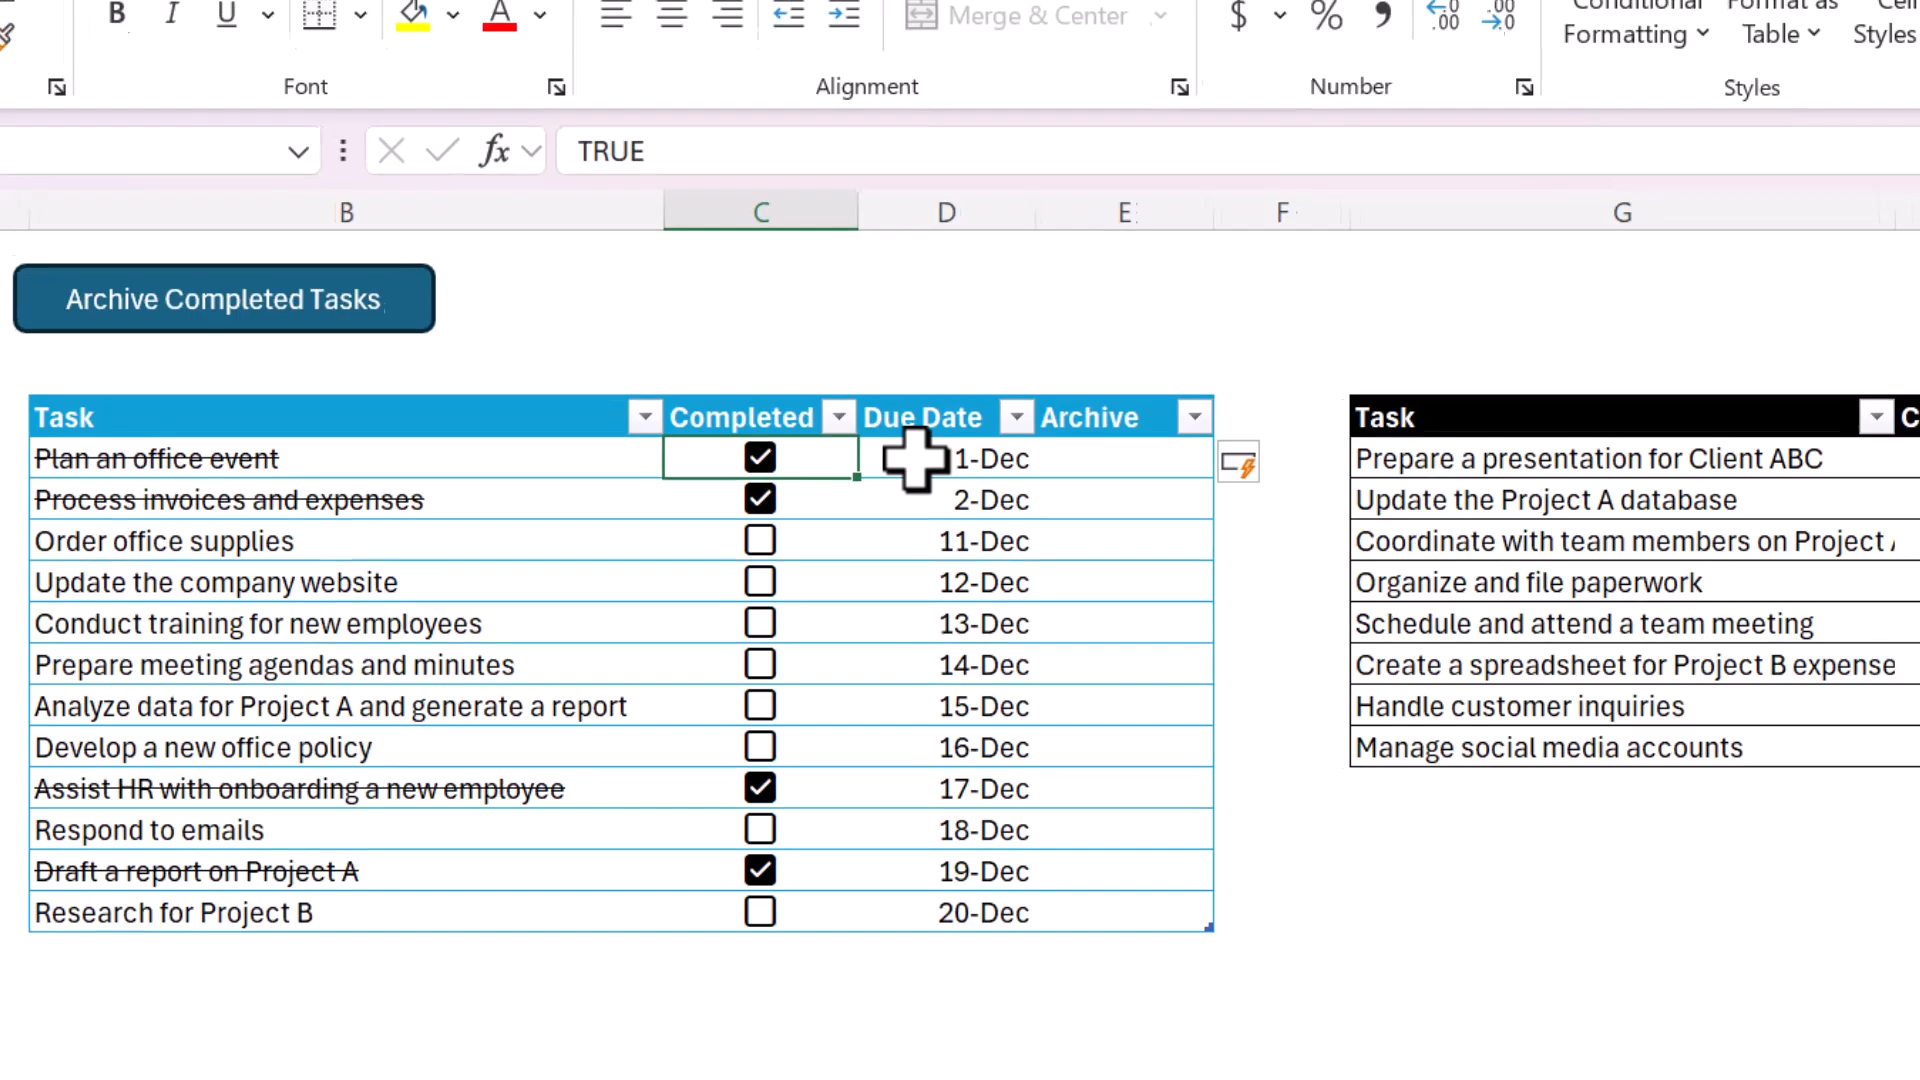 B I U A Merge & Center $ % 9 .00 .00 Conditional Format as Cell
Formatting Table Styles
Font Alignment Number Styles
fx TRUE
B C D E F G
Archive Completed Tasks
Task Completed Due Date Archive Task C
Plan an office event 1-Dec Prepare a presentation for Client ABC
Process invoices and expenses 2-Dec Update the Project A database
Order office supplies 11-Dec Coordinate with team members on Project A
Update the company website 12-Dec Organize and file paperwork
Conduct training for new employees 13-Dec Schedule and attend a team meeting
Prepare meeting agendas and minutes 14-Dec Create a spreadsheet for Project B expense
Analyze data for Project A and generate a report 15-Dec Handle customer inquiries
Develop a new office policy 16-Dec Manage social media accounts
Assist HR with onboarding a new employee 17-Dec
Respond to emails 18-Dec
Draft a report on Project A 19-Dec
Research for Project B 20-Dec